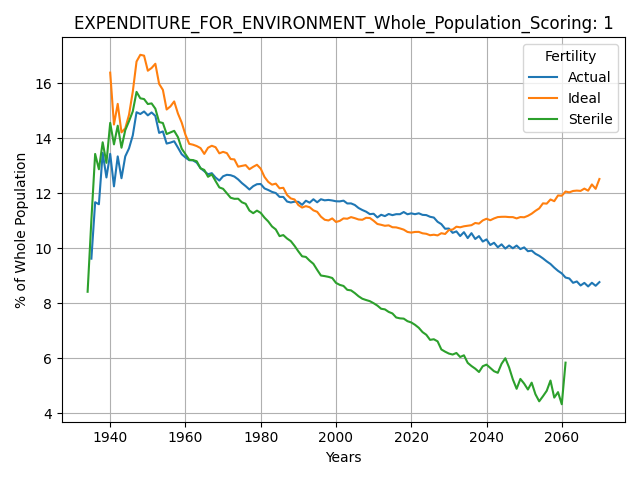 EXPENDITURE_FOR_ENVIRONMENT_Whole_Population_Scoring: 1
Fertility
Actual
Ideal
Sterile
% of Whole Population
16
14
12
10
8
6
4
1940 1960 1980 2000 2020 2040 2060
Years